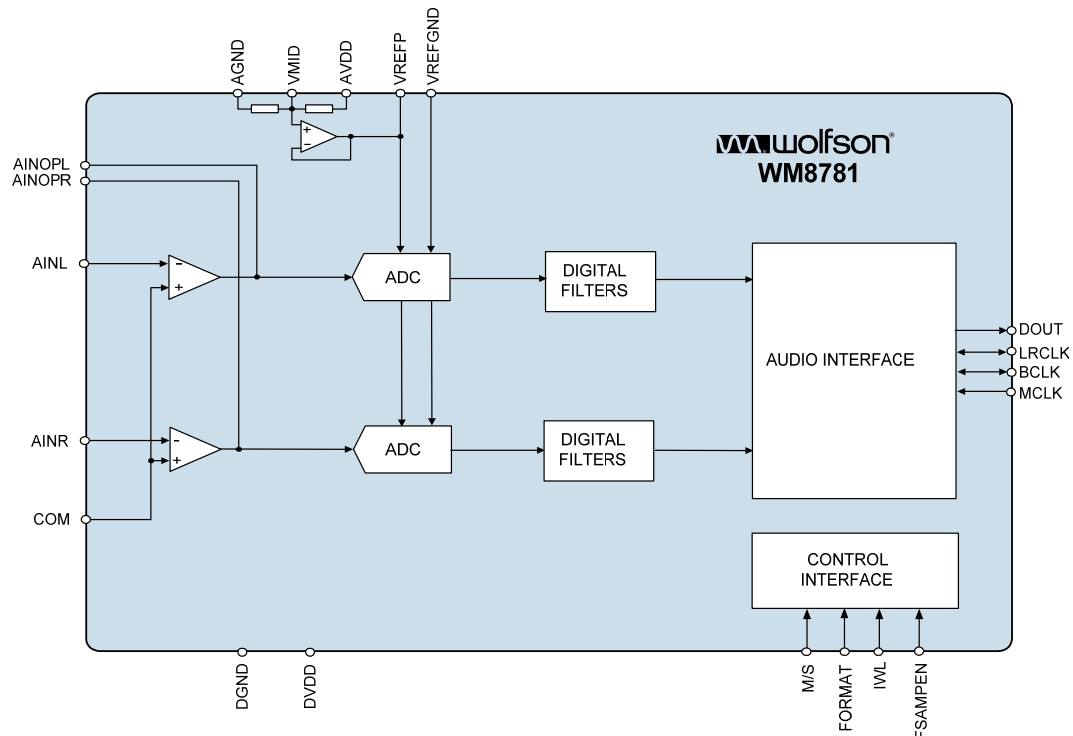 AGND
VMID
AVDD
VREFP
VREFGND
wolfson®
WM8781
AINOPL
AINOPR
AINL
-
+
+
-
ADC
DIGITAL
FILTERS
AUDIO INTERFACE
DOUT
LRCLK
BCLK
MCLK
AINR
-
+
ADC
DIGITAL
FILTERS
COM
CONTROL
INTERFACE
DGND
DVDD
M/S
FORMAT
IWL
FSAMPEN